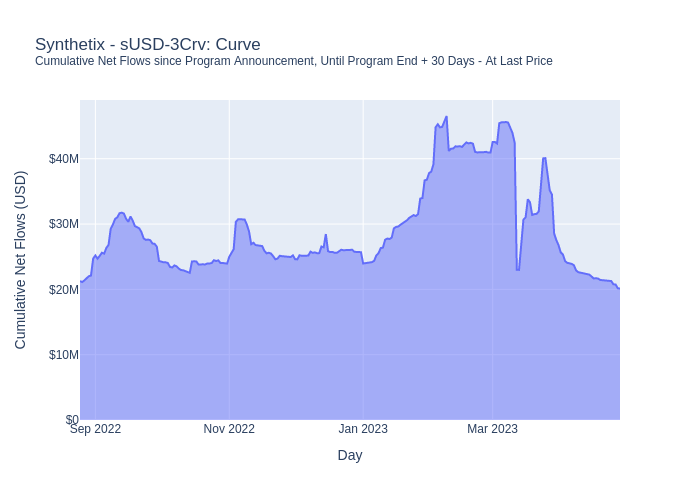 Synthetix - sUSD-3Crv: Curve
Cumulative Net Flows since Program Announcement, Until Program End + 30 Days - At Last Price
Cumulative Net Flows (USD)
$40M
$30M
$20M
$10M
$0
Sep 2022
Nov 2022
Jan 2023
Mar 2023
Day